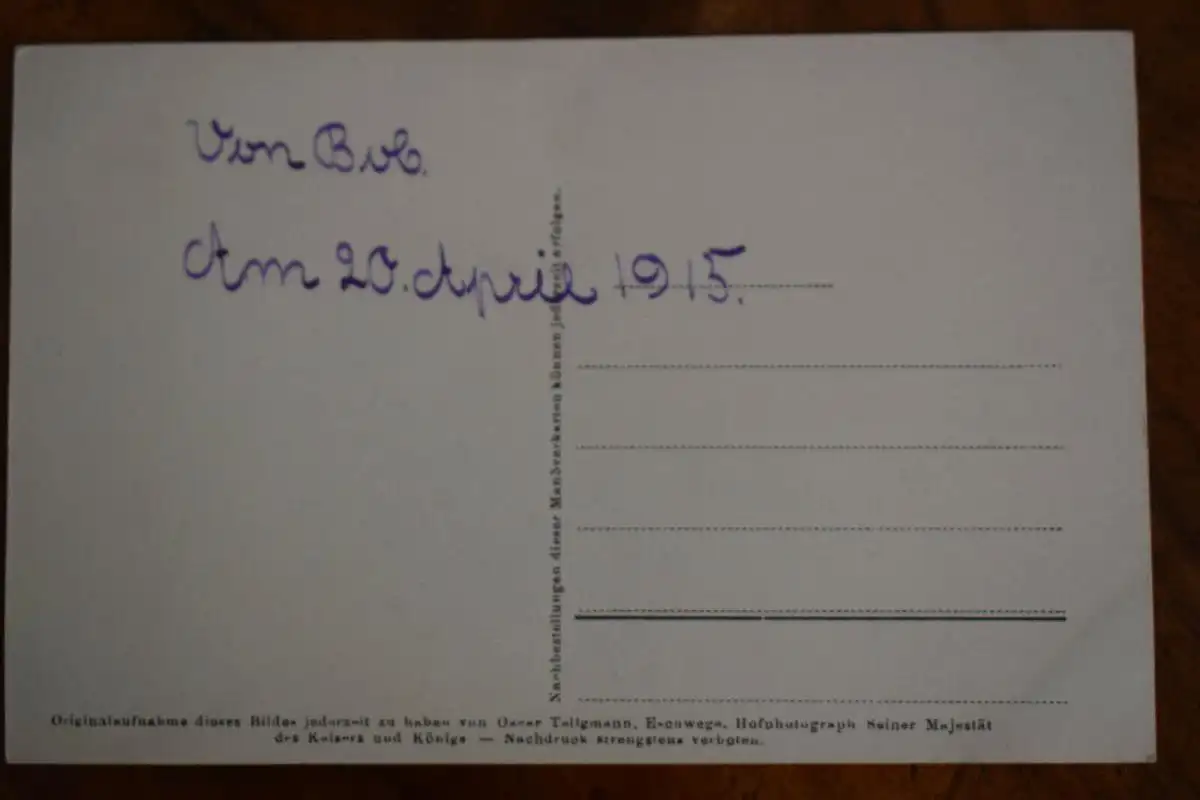 Von Bob.
Am 20. April 1915.
Nachbestellungen dieser Manöverkarten können jederzeit erfolgen.
Originalaufnahme dieses Bildes jederzeit zu haben von Oscar Tellgmann, Eschwege, Hofphotograph Seiner Majestät
des Kaisers und Königs — Nachdruck strengstens verboten.